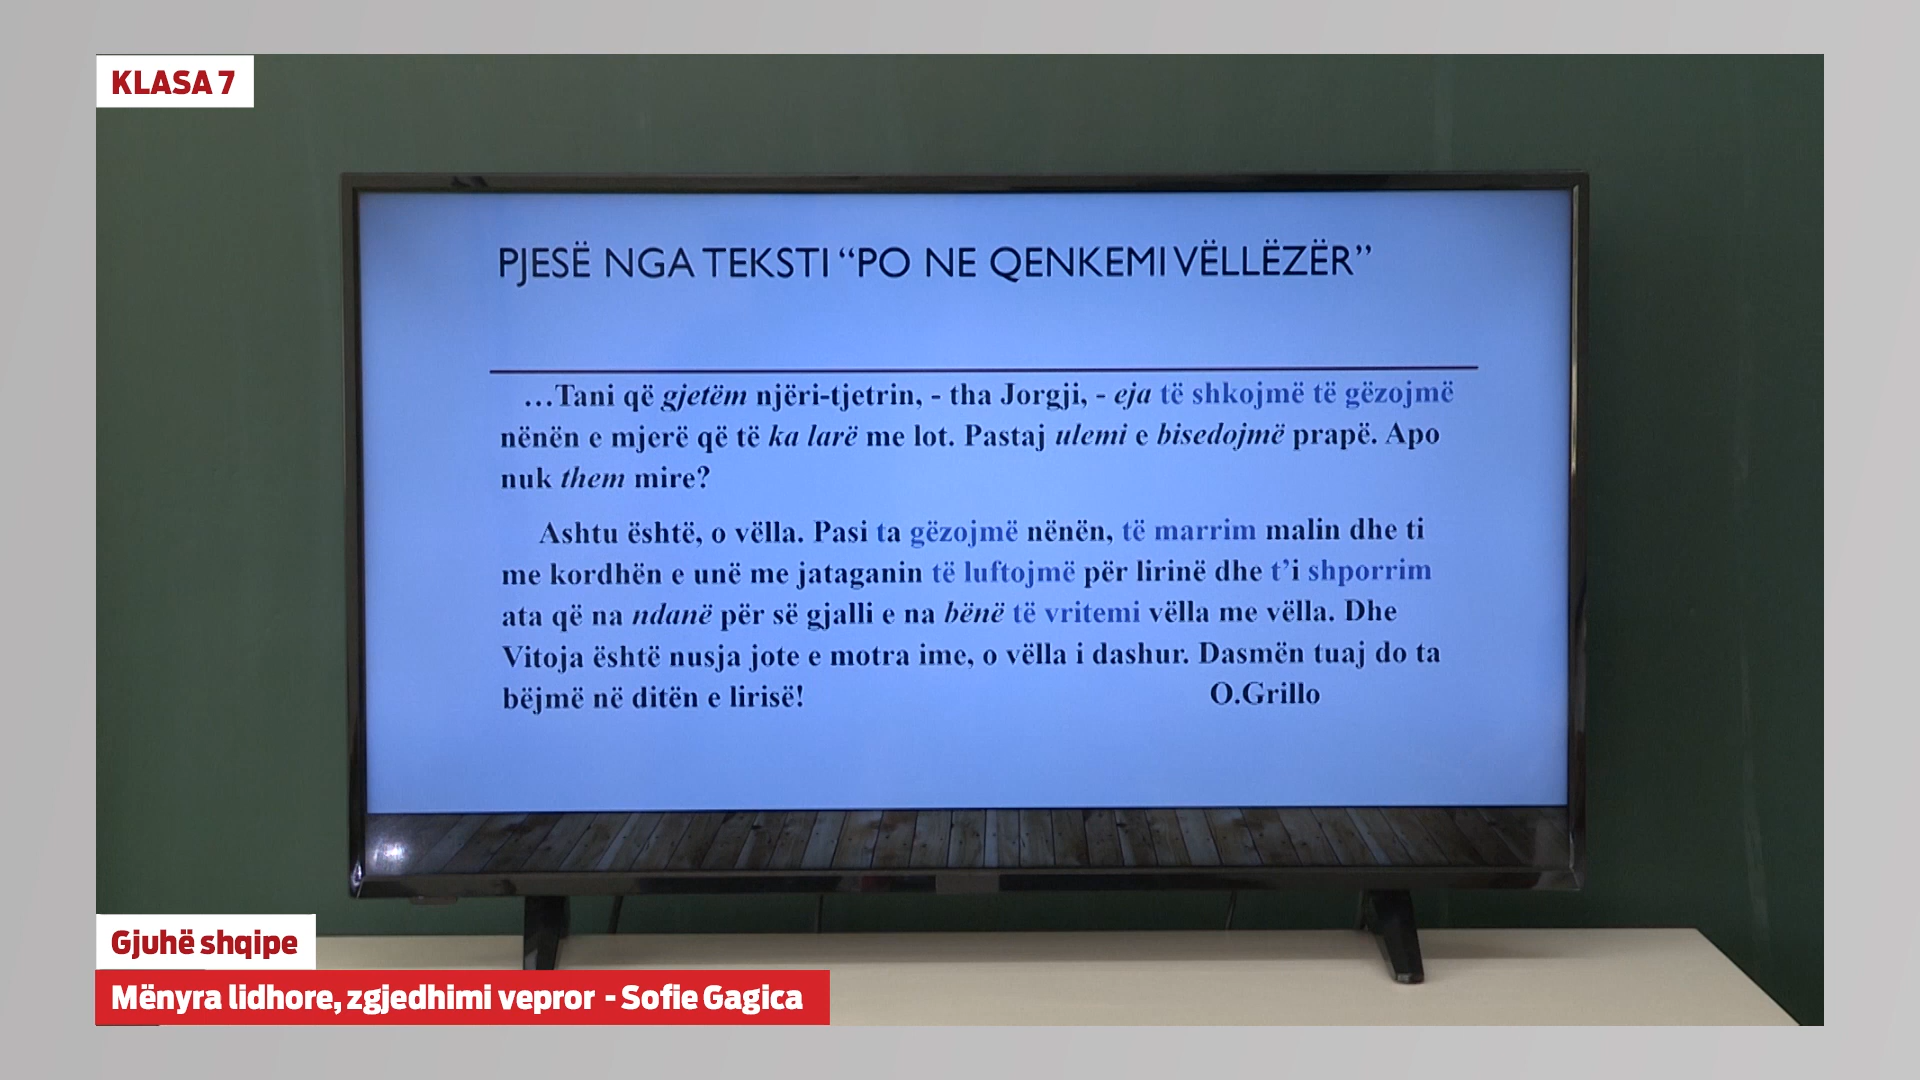 KLASA 7
PJESË NGA TEKSTI “PO NE QENKEMI VËLLËZËR”
…Tani që gjetëm njëri-tjetrin, - tha Jorgji, - eja të shkojmë të gëzojmë
nënën e mjerë që të ka larë me lot. Pastaj ulemi e bisedojmë prapë. Apo
nuk them mire?
Ashtu është, o vëlla. Pasi ta gëzojmë nënën, të marrim malin dhe ti
me kordhën e unë me jataganin të luftojmë për lirinë dhe t’i shporrim
ata që na ndanë për së gjalli e na bënë të vritemi vëlla me vëlla. Dhe
Vitoja është nusja jote e motra ime, o vëlla i dashur. Dasmën tuaj do ta
bëjmë në ditën e lirisë! O.Grillo
Gjuhë shqipe
Mënyra lidhore, zgjedhimi vepror - Sofie Gagica